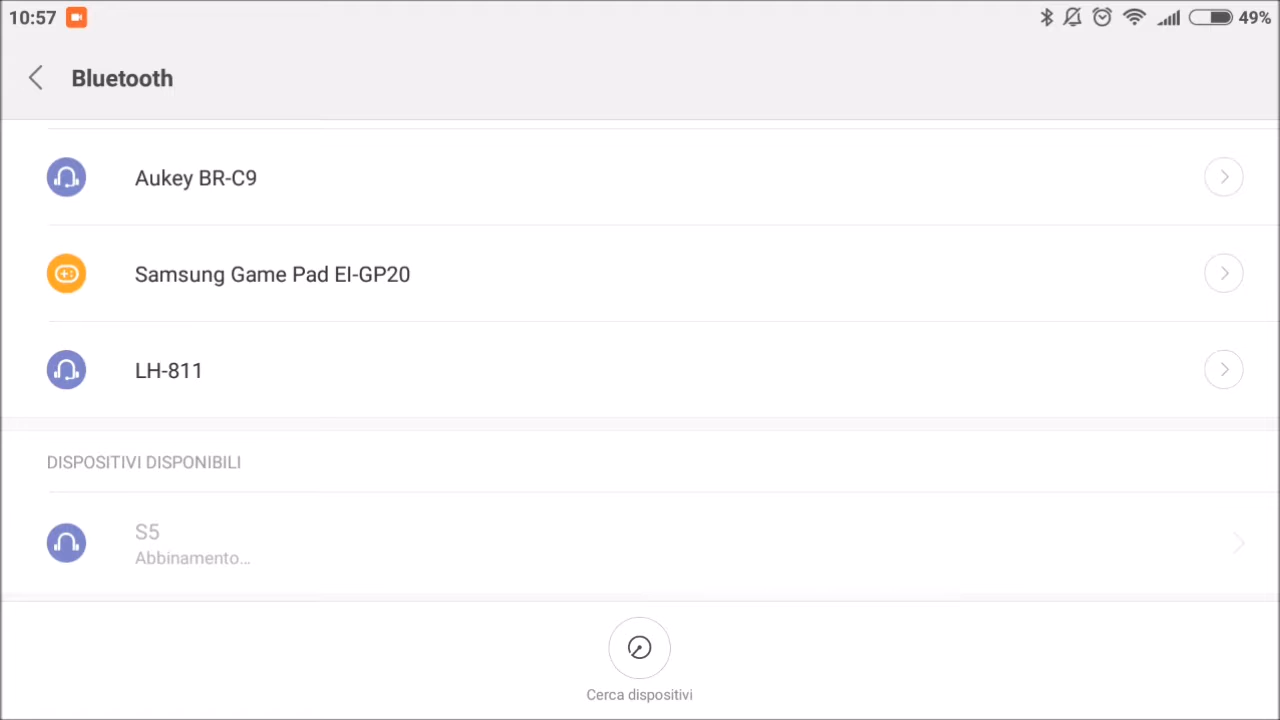 10:57
49%
Bluetooth
Aukey BR-C9
Samsung Game Pad EI-GP20
LH-811
DISPOSITIVI DISPONIBILI
S5
Abbinamento...
Cerca dispositivi